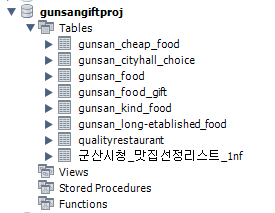 gunsangiftproj
Tables
gunsan_cheap_food
gunsan_cityhall_choice
gunsan_food
gunsan_food_gift
gunsan_kind_food
gunsan_long-etablished_food
qualityrestaurant
군산시청_맛집선정리스트_1nf
Views
Stored Procedures
Functions